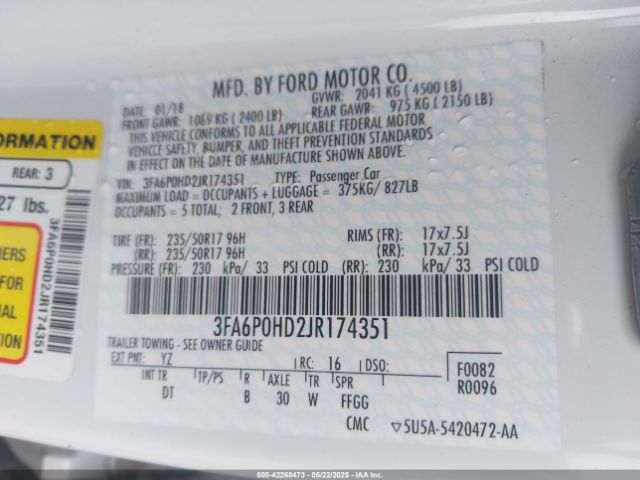 MFD. BY FORD MOTOR CO.
DATE: 01/18 GVWR: 2041 KG ( 4500 LB)
FRONT GAWR: 1089 KG ( 2400 LB) REAR GAWR: 975 KG ( 2150 LB)
THIS VEHICLE CONFORMS TO ALL APPLICABLE FEDERAL MOTOR
VEHICLE SAFETY, BUMPER, AND THEFT PREVENTION STANDARDS
IN EFFECT ON THE DATE OF MANUFACTURE SHOWN ABOVE.
VIN: 3FA6P0HD2JR174351 TYPE: Passenger Car
MAXIMUM LOAD = OCCUPANTS + LUGGAGE = 375KG/ 827LB
OCCUPANTS = 5 TOTAL; 2 FRONT, 3 REAR
TIRE (FR): 235/50R17 96H RIMS (FR): 17x7.5J
(RR): 235/50R17 96H (RR): 17x7.5J
PRESSURE (FR): 230 kPa/ 33 PSI COLD (RR): 230 kPa/ 33 PSI COLD
3FA6P0HD2JR174351
TRAILER TOWING - SEE OWNER GUIDE
EXT PNT: YZ RC: 16 DSO: F0082
INT TR TP/PS R AXLE TR SPR R0096
DT B 30 W FFGG
CMC 5U5A-5420472-AA
ORMATION
REAR: 3
27 lbs.
3FA6P0HD2JR174351
IERS
FOR
NAL
000-42268473 - 05/22/2025 - IAAI.COM